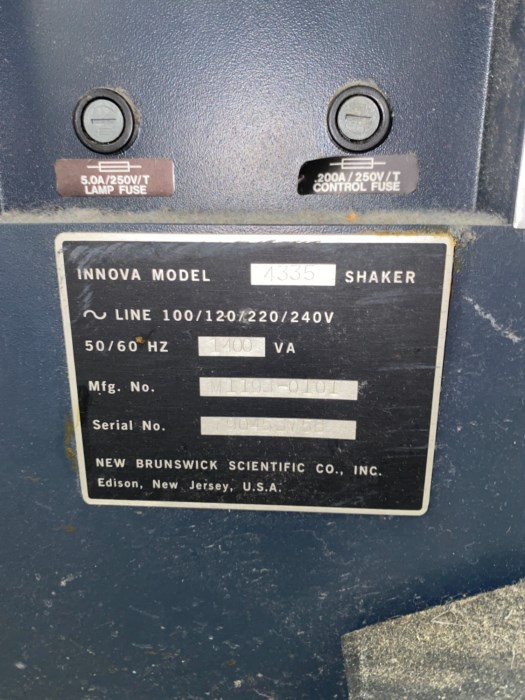 5.0A/250V/T
LAMP FUSE
.200A/250V/T
CONTROL FUSE
INNOVA MODEL 4335 SHAKER
~ LINE 100/120/220/240V
50/60 HZ 1400 VA
Mfg. No.
Serial No.
NEW BRUNSWICK SCIENTIFIC CO., INC.
Edison, New Jersey, U.S.A.